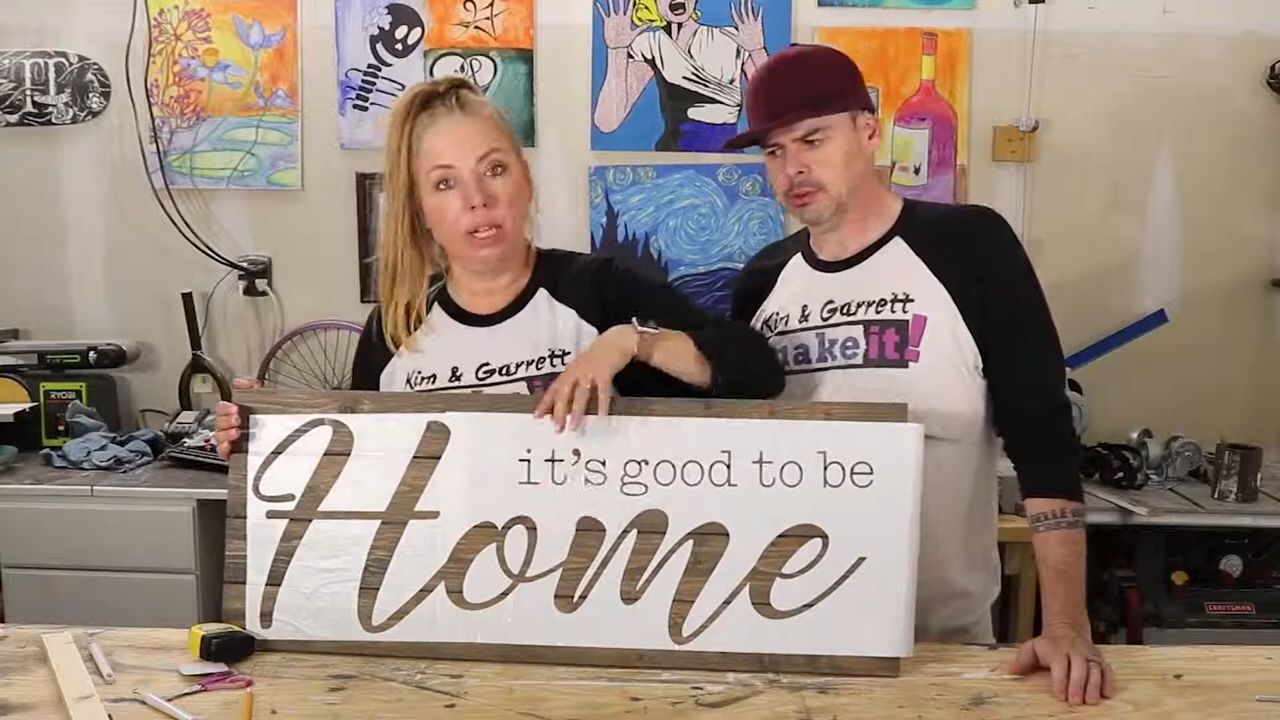 Kim & Garrett
Kim & Garrett
make it!
it's good to be
Home
RYOBI
CRAFTSMAN